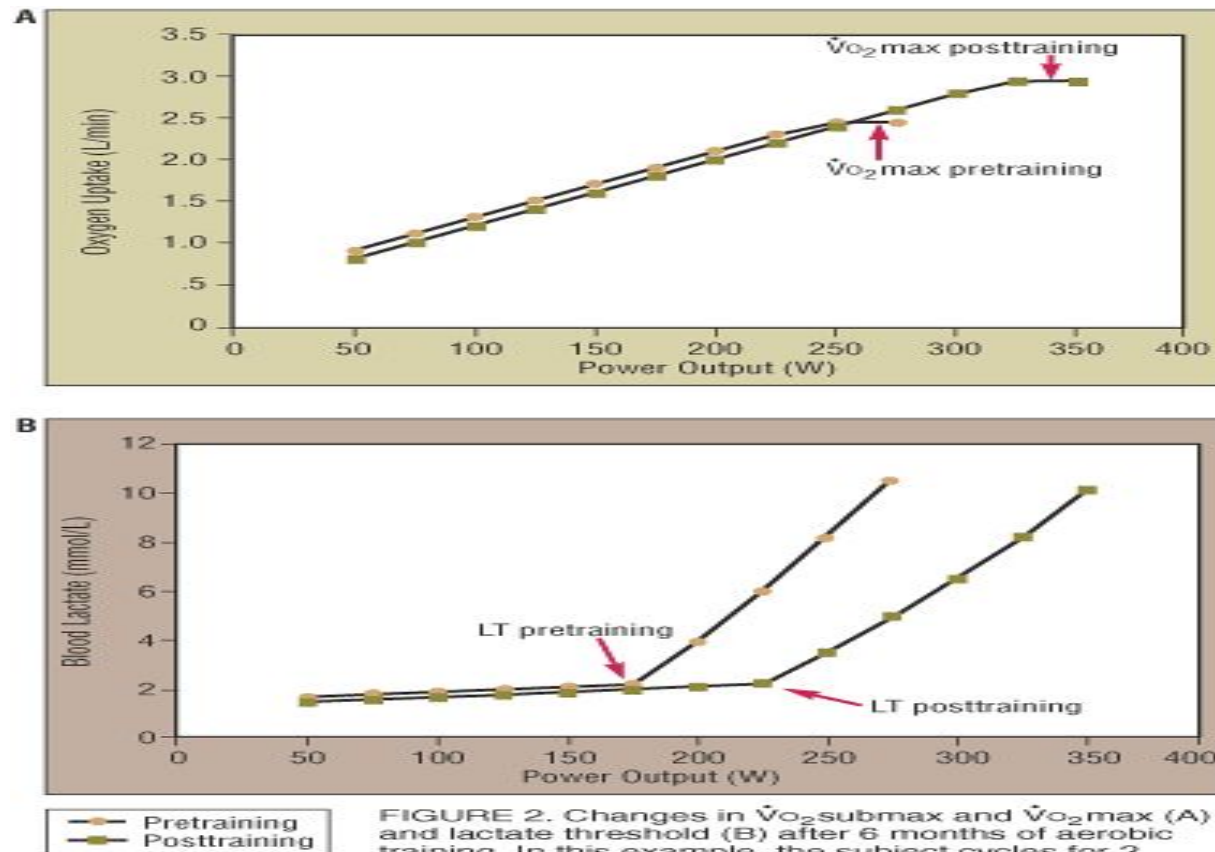 A
3.5
3.0
2.5
2.0
1.5
1.0
.5
0
Oxygen Uptake (L/min)
V̇o₂max posttraining
V̇o₂max pretraining
0 50 100 150 200 250 300 350 400
Power Output (W)
B
12
10
8
6
4
2
0
Blood Lactate (mmol/L)
LT pretraining
LT posttraining
0 50 100 150 200 250 300 350 400
Power Output (W)
Pretraining
Posttraining
FIGURE 2. Changes in V̇o₂submax and V̇o₂max (A)
and lactate threshold (B) after 6 months of aerobic
training. In this example, the subject cycles for 2